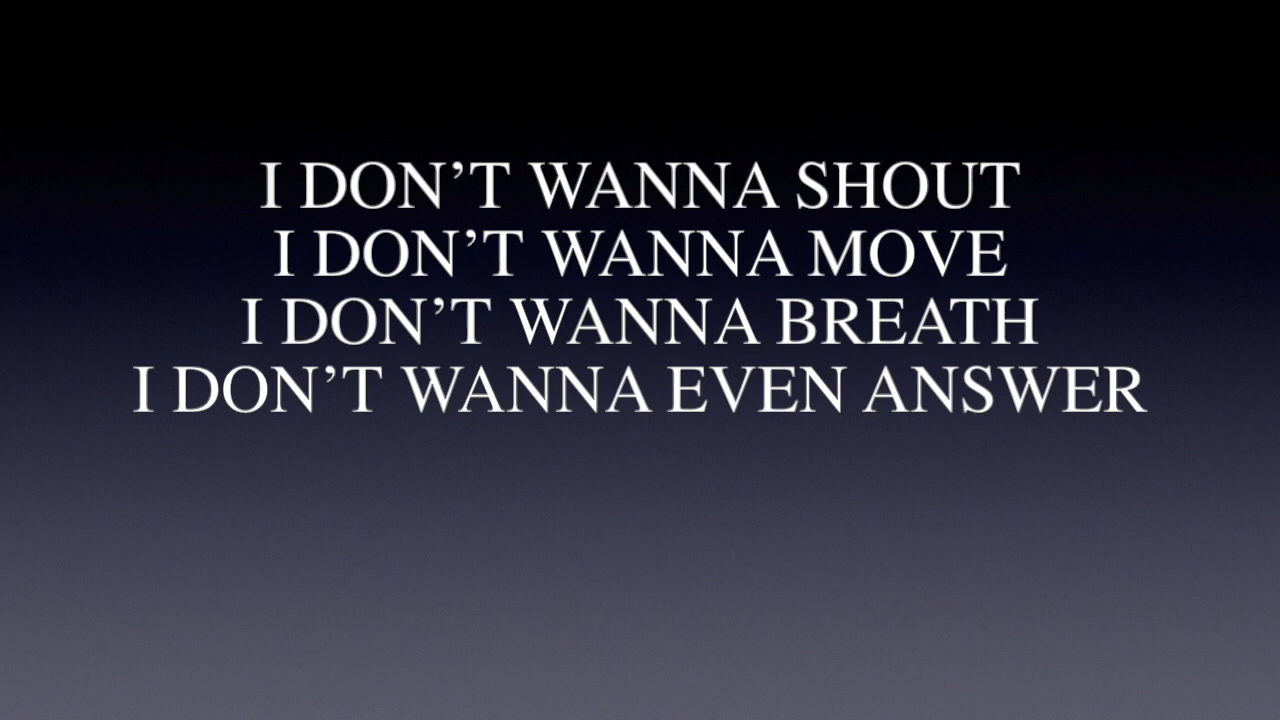 I DON’T WANNA SHOUT
I DON’T WANNA MOVE
I DON’T WANNA BREATH
I DON’T WANNA EVEN ANSWER